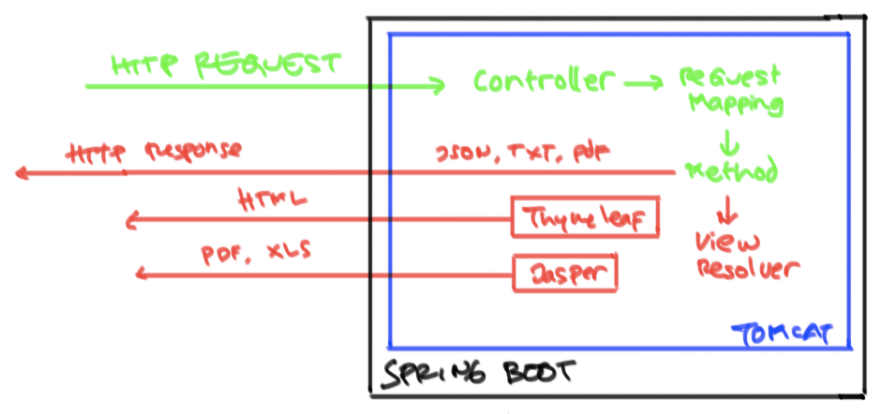 HTTP REQUEST
Controller
Request
Mapping
HTTP Response
JSON, TXT, pdf
Method
HTML
Thymeleaf
View
Resolver
PDF, XLS
Jasper
TOMCAT
SPRING BOOT